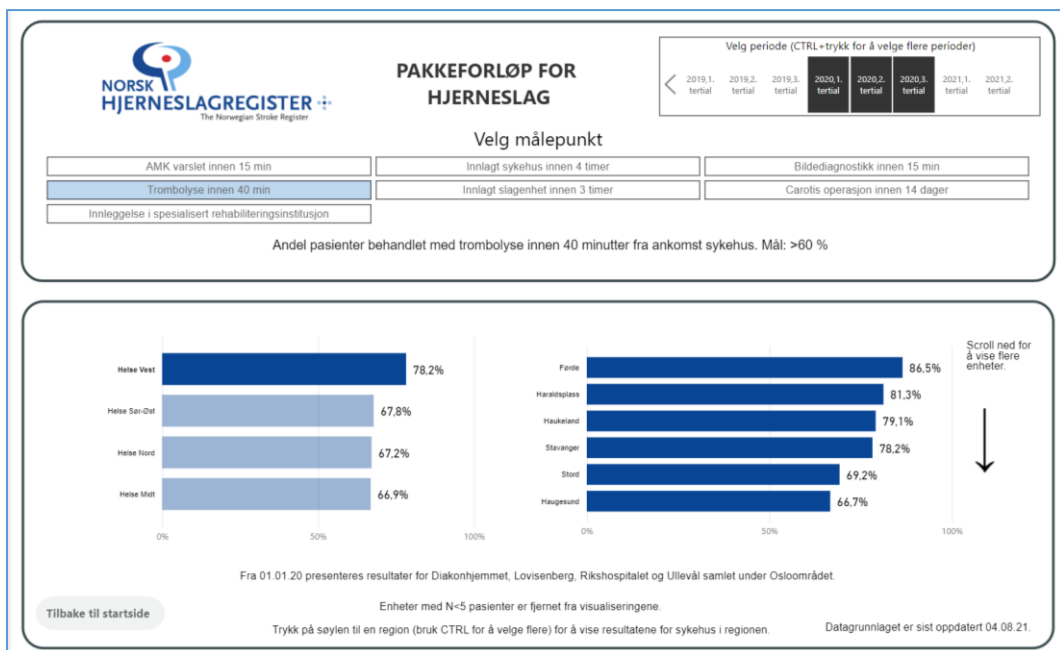 NORSK
HJERNESLAGREGISTER
The Norwegian Stroke Register
PAKKEFORLØP FOR
HJERNESLAG
Velg periode (CTRL+trykk for å velge flere perioder)
2019,1. tertial
2019,2. tertial
2019,3. tertial
2020,1. tertial
2020,2. tertial
2020,3. tertial
2021,1. tertial
2021,2. tertial
Velg målepunkt
AMK varslet innen 15 min
Innlagt sykehus innen 4 timer
Bildediagnostikk innen 15 min
Trombolyse innen 40 min
Innlagt slagenhet innen 3 timer
Carotis operasjon innen 14 dager
Innleggelse i spesialisert rehabiliteringsinstitusjon
Andel pasienter behandlet med trombolyse innen 40 minutter fra ankomst sykehus. Mål: >60 %
Helse Vest 78,2%
Helse Sør-Øst 67,8%
Helse Nord 67,2%
Helse Midt 66,9%
0% 50% 100%
Førde 86,5%
Haraldsplass 81,3%
Haukeland 79,1%
Stavanger 78,2%
Stord 69,2%
Haugesund 66,7%
0% 50% 100%
Scroll ned for
å vise flere
enheter.
Fra 01.01.20 presenteres resultater for Diakonhjemmet, Lovisenberg, Rikshospitalet og Ullevål samlet under Osloområdet.
Enheter med N<5 pasienter er fjernet fra visualiseringene.
Tilbake til startside
Trykk på søylen til en region (bruk CTRL for å velge flere) for å vise resultatene for sykehus i regionen.
Datagrunnlaget er sist oppdatert 04.08.21.